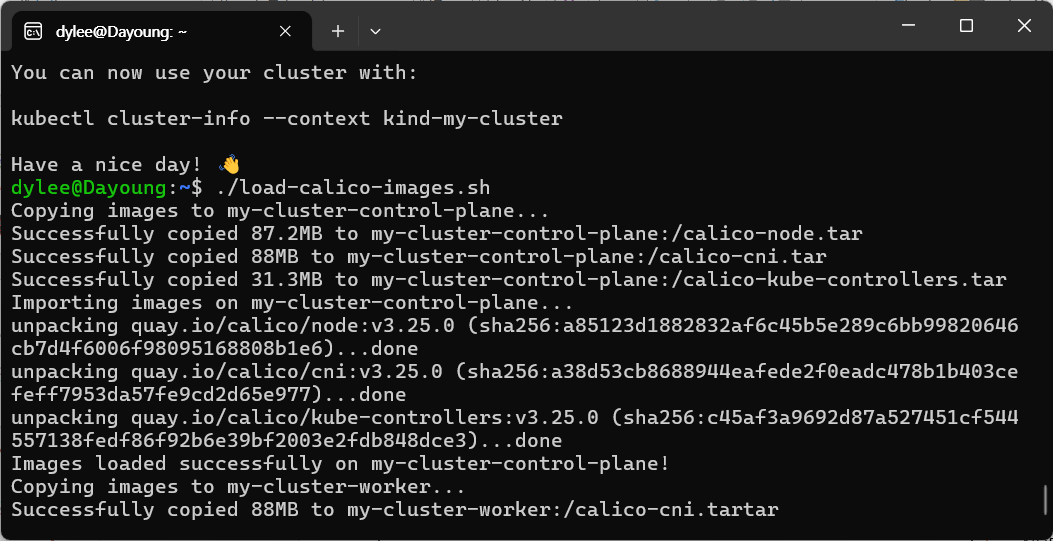 dylee@Dayoung: ~
You can now use your cluster with:
kubectl cluster-info --context kind-my-cluster
Have a nice day! 👋
dylee@Dayoung:~$ ./load-calico-images.sh
Copying images to my-cluster-control-plane...
Successfully copied 87.2MB to my-cluster-control-plane:/calico-node.tar
Successfully copied 88MB to my-cluster-control-plane:/calico-cni.tar
Successfully copied 31.3MB to my-cluster-control-plane:/calico-kube-controllers.tar
Importing images on my-cluster-control-plane...
unpacking quay.io/calico/node:v3.25.0 (sha256:a85123d1882832af6c45b5e289c6bb99820646
cb7d4f6006f98095168808b1e6)...done
unpacking quay.io/calico/cni:v3.25.0 (sha256:a38d53cb8688944eafede2f0eadc478b1b403ce
feff7953da57fe9cd2d65e977)...done
unpacking quay.io/calico/kube-controllers:v3.25.0 (sha256:c45af3a9692d87a527451cf544
557138fedf86f92b6e39bf2003e2fdb848dce3)...done
Images loaded successfully on my-cluster-control-plane!
Copying images to my-cluster-worker...
Successfully copied 88MB to my-cluster-worker:/calico-cni.tartar